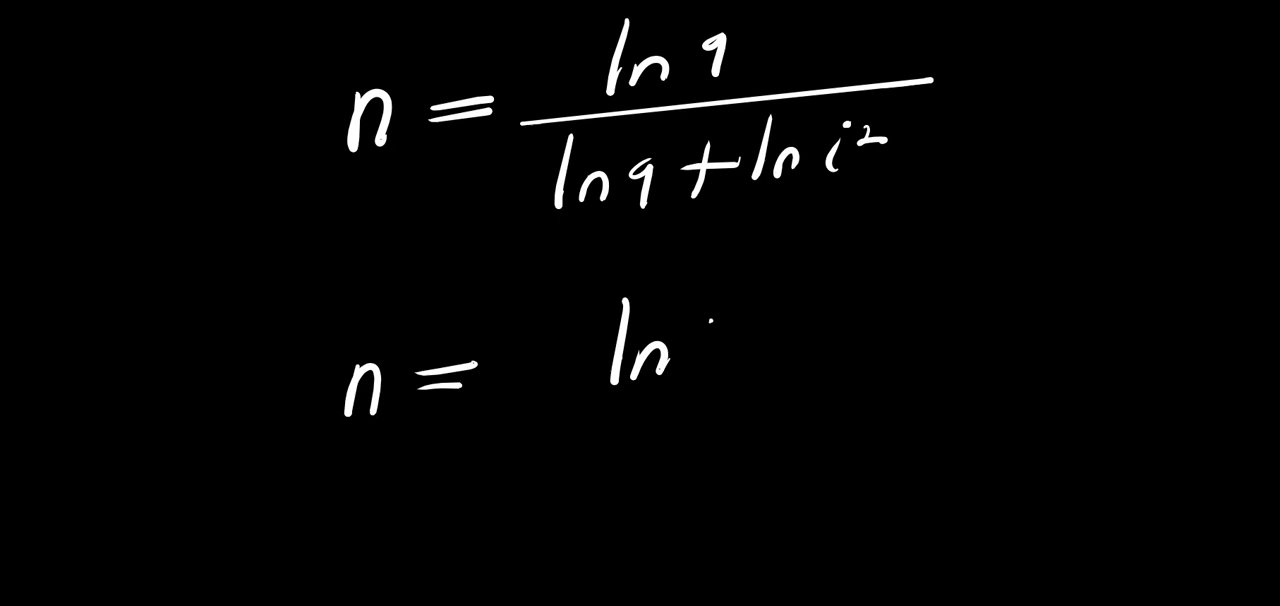 n = ln 9
ln 9 + ln i²
n = ln